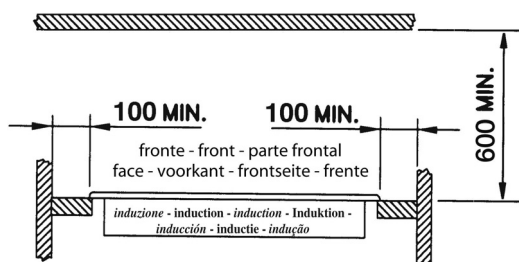 100 MIN.
100 MIN.
600 MIN.
fronte - front - parte frontal
face - voorkant - frontseite - frente
induzione - induction - induction - Induktion -
inducción - inductie - indução